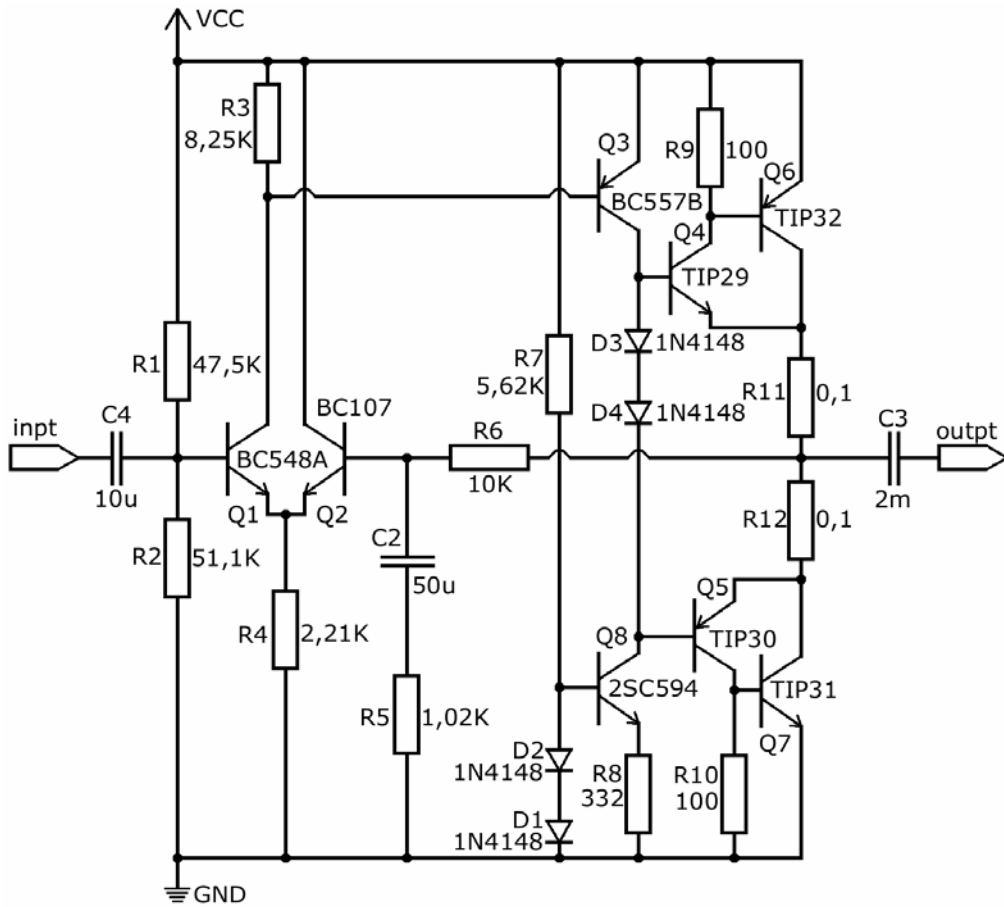 VCC
R3
8,25K
Q3
BC557B
R9
100
Q6
TIP32
Q4
TIP29
R1
47,5K
R7
5,62K
D3
1N4148
D4
1N4148
R11
0,1
inpt
C4
10u
BC107
BC548A
Q1
Q2
R6
10K
C3
2m
outpt
R2
51,1K
C2
50u
R12
0,1
R4
2,21K
Q5
TIP30
Q8
2SC594
TIP31
Q7
R5
1,02K
D2
1N4148
R8
332
R10
100
D1
1N4148
GND